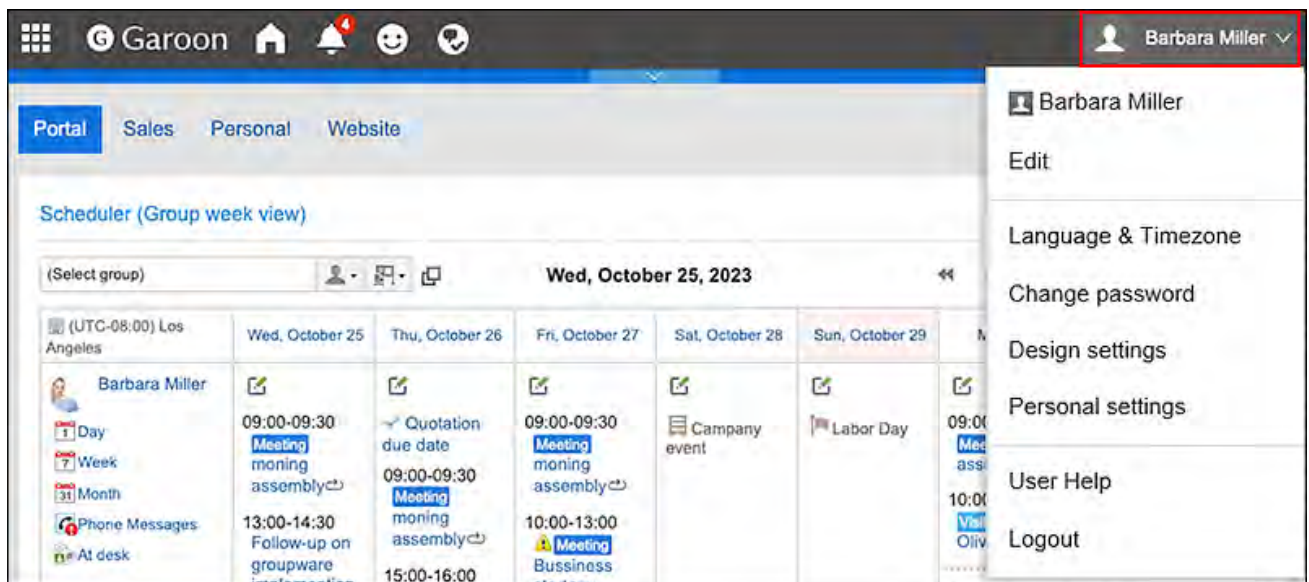 Garoon 4 Barbara Miller
Portal Sales Personal Website
Scheduler (Group week view)
(Select group) Wed, October 25, 2023
(UTC-08:00) Los
Angeles
Wed, October 25
Thu, October 26
Fri, October 27
Sat, October 28
Sun, October 29
Barbara Miller
1 Day
7 Week
31 Month
Phone Messages
At desk
09:00-09:30
Meeting
moning
assembly
13:00-14:30
Follow-up on
groupware
Quotation
due date
09:00-09:30
Meeting
moning
assembly
15:00-16:00
09:00-09:30
Meeting
moning
assembly
10:00-13:00
Meeting
Bussiness
Campany
event
Labor Day
Barbara Miller
Edit
Language & Timezone
Change password
Design settings
Personal settings
User Help
Logout